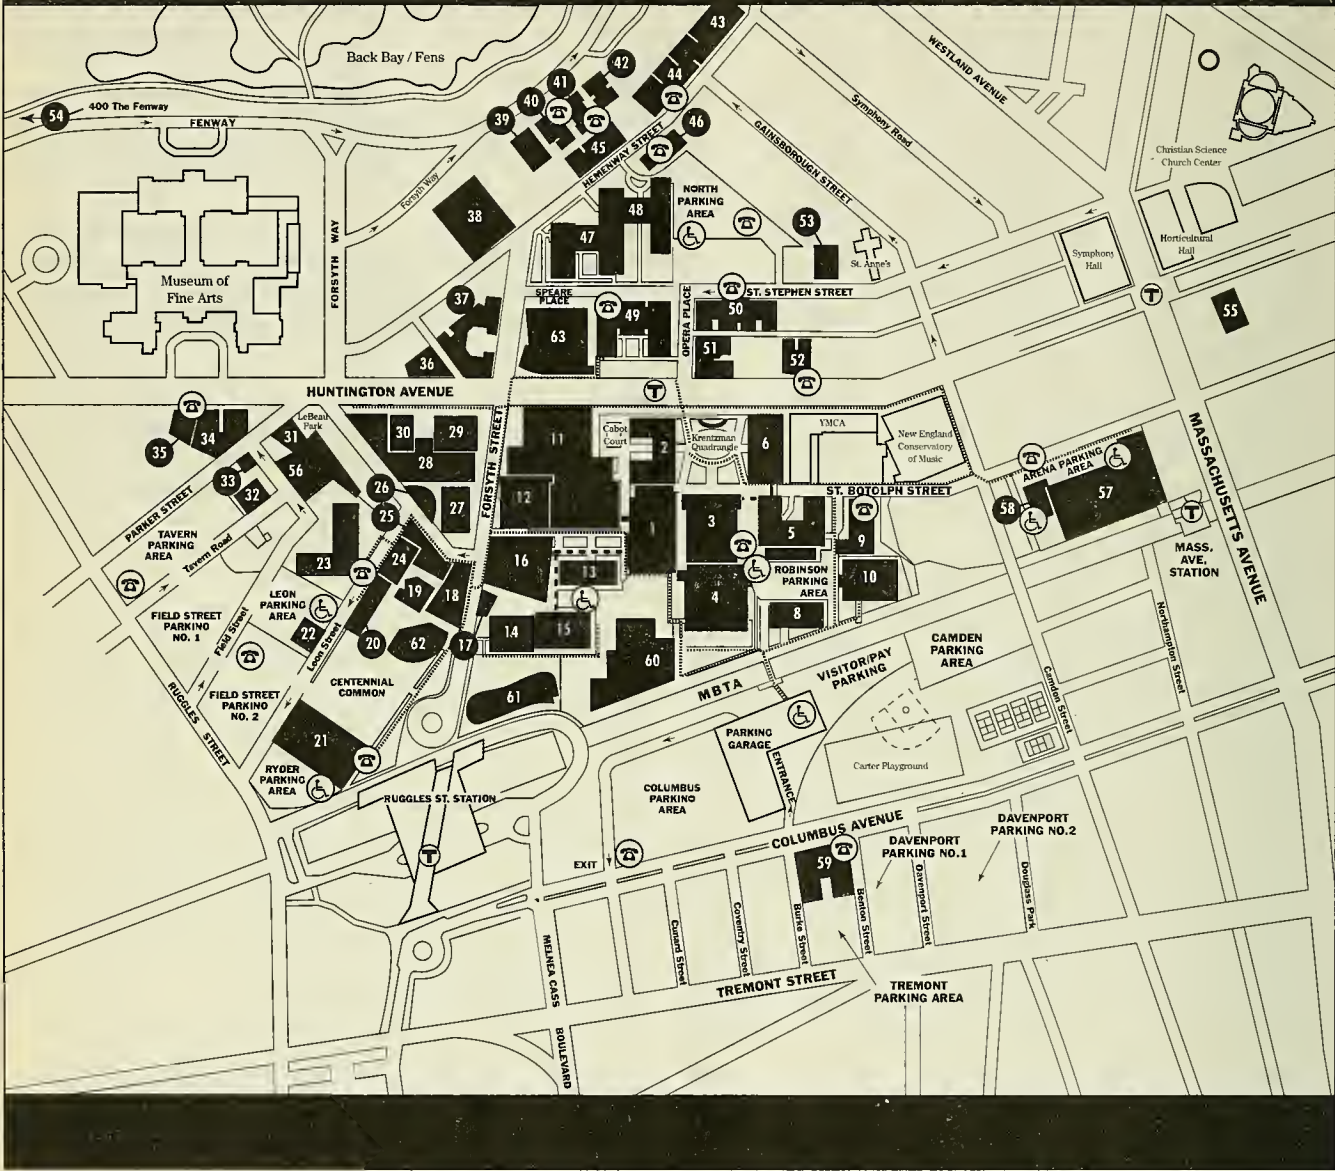 43
Back Bay / Fens
42
WESTLAND AVENUE
41
44
40
54
400 The Fenway
FENWAY
39
46
Symphony Road
45
HEMENWAY STREET
GAINSBOROUGH STREET
Christian Science
Church Center
Forsyth Way
38
48
NORTH
PARKING
AREA
47
53
St. Anne's
Symphony
Hall
Horticultural
Hall
Museum of
Fine Arts
FORSYTH WAY
SPEARE
PLACE
37
49
OPERA PLACE
ST. STEPHEN STREET
50
T
55
63
36
51
52
HUNTINGTON AVENUE
T
LeBeau
Park
35
34
31
30
29
28
FORSYTH STREET
11
Cabot
Court
2
Krentzman
Quadrangle
6
YMCA
New England
Conservatory
of Music
MASSACHUSETTS AVENUE
ARENA PARKING
AREA
56
33
32
26
25
27
12
1
3
5
ST. BOTOLPH STREET
9
58
57
T
MASS.
AVE.
STATION
PARKER STREET
TAVERN
PARKING
AREA
Tavern Road
23
24
19
18
16
13
ROBINSON
PARKING
AREA
10
4
8
FIELD STREET
PARKING
NO. 1
Field Street
LEON
PARKING
AREA
22
Leon Street
20
62
17
14
15
60
CAMDEN
PARKING
AREA
VISITOR/PAY
PARKING
MBTA
Northampton Street
Camdon Street
RUGGLES STREET
FIELD STREET
PARKING
NO. 2
CENTENNIAL
COMMON
61
21
PARKING
GARAGE
ENTRANCE
Carter Playground
RYDER
PARKING
AREA
RUGGLES ST. STATION
COLUMBUS
PARKING
AREA
T
EXIT
COLUMBUS AVENUE
DAVENPORT
PARKING NO.1
DAVENPORT
PARKING NO.2
59
Cunard Street
Coventry Street
Burke Street
Benton Street
Davenport Street
Douglass Park
MELNEA CASS
BOULEVARD
TREMONT STREET
TREMONT
PARKING AREA